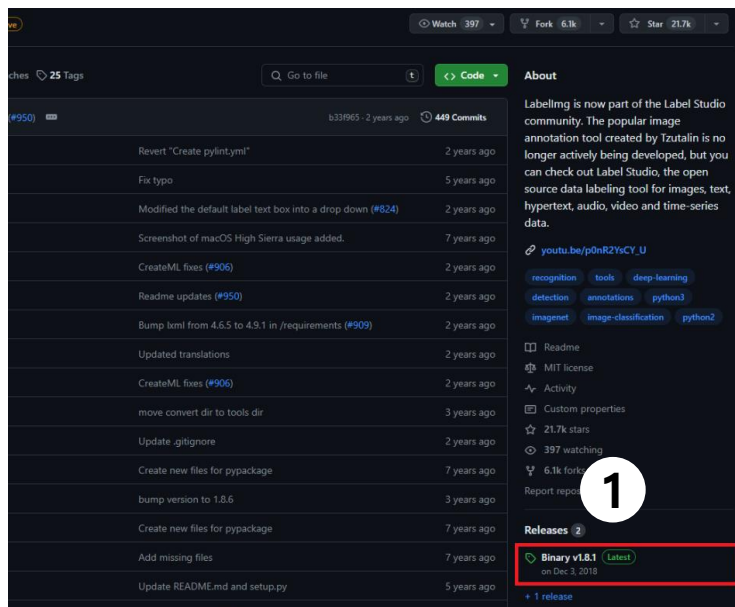 ve
Watch 397
Fork 6.1k
Star 21.7k
ches
25 Tags
Go to file
t
<> Code
(#950)
b33f965 · 2 years ago
449 Commits
Revert "Create pylint.yml"
2 years ago
Fix typo
5 years ago
Modified the default label text box into a drop down (#824)
2 years ago
Screenshot of macOS High Sierra usage added.
7 years ago
CreateML fixes (#906)
2 years ago
Readme updates (#950)
2 years ago
Bump lxml from 4.6.5 to 4.9.1 in /requirements (#909)
2 years ago
Updated translations
2 years ago
CreateML fixes (#906)
2 years ago
move convert dir to tools dir
3 years ago
Update .gitignore
2 years ago
Create new files for pypackage
7 years ago
bump version to 1.8.6
3 years ago
Create new files for pypackage
7 years ago
Add missing files
7 years ago
Update README.md and setup.py
5 years ago
About
LabelImg is now part of the Label Studio
community. The popular image
annotation tool created by Tzutalin is no
longer actively being developed, but you
can check out Label Studio, the open
source data labeling tool for images, text,
hypertext, audio, video and time-series
data.
youtu.be/p0nR2YsCY_U
recognition tools deep-learning
detection annotations python3
imagenet image-classification python2
Readme
MIT license
Activity
Custom properties
21.7k stars
397 watching
6.1k forks
Report repos
1
Releases 2
Binary v1.8.1 Latest
on Dec 3, 2018
+ 1 release